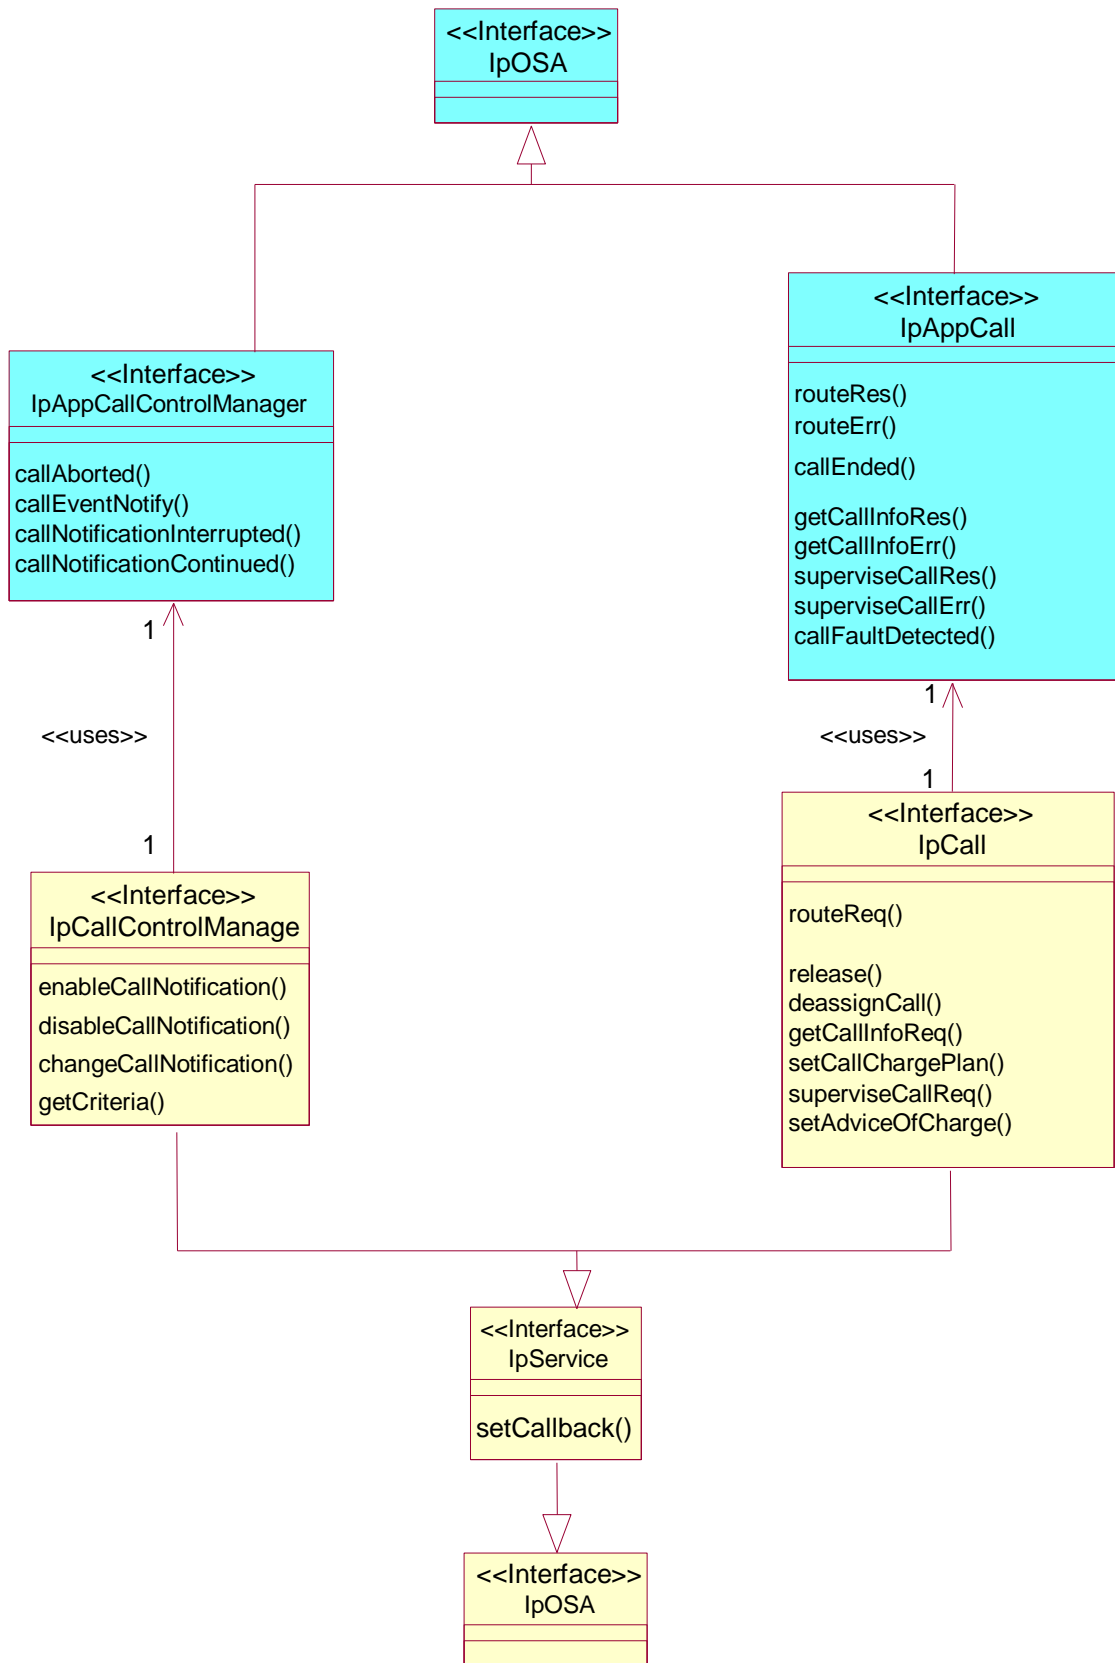 <<Interface>>
IpOSA
<<Interface>>
IpAppCall
routeRes()
routeErr()
callEnded()
getCallInfoRes()
getCallInfoErr()
superviseCallRes()
superviseCallErr()
callFaultDetected()
<<Interface>>
IpAppCallControlManager
callAborted()
callEventNotify()
callNotificationInterrupted()
callNotificationContinued()
1
<<uses>>
1
1
<<uses>>
1
<<Interface>>
IpCallControlManage
enableCallNotification()
disableCallNotification()
changeCallNotification()
getCriteria()
<<Interface>>
IpCall
routeReq()
release()
deassignCall()
getCallInfoReq()
setCallChargePlan()
superviseCallReq()
setAdviceOfCharge()
<<Interface>>
IpService
setCallback()
<<Interface>>
IpOSA